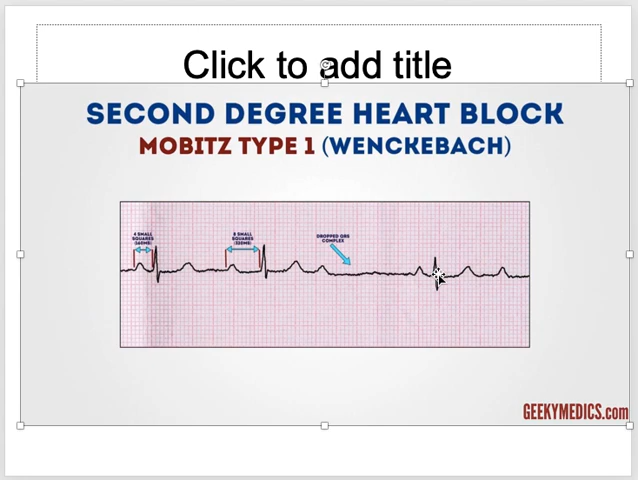 Click to add title
SECOND DEGREE HEART BLOCK
MOBITZ TYPE 1 (WENCKEBACH)
4 SMALL
SQUARES
8 SMALL
SQUARES
(320MS)
DROPPED QRS
COMPLEX
GEEKYMEDICS.com